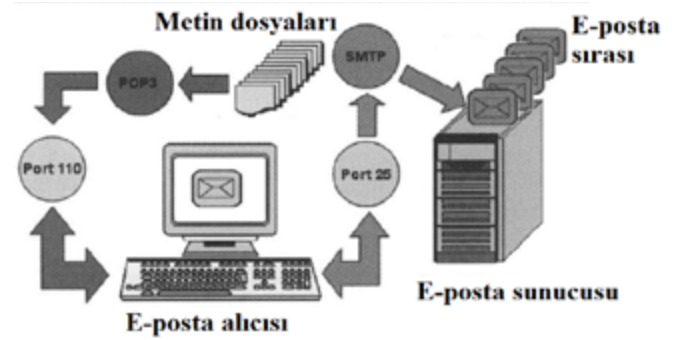 Metin dosyaları
E-posta
sırası
SMTP
POP3
Port 110
Port 25
E-posta sunucusu
E-posta alıcısı